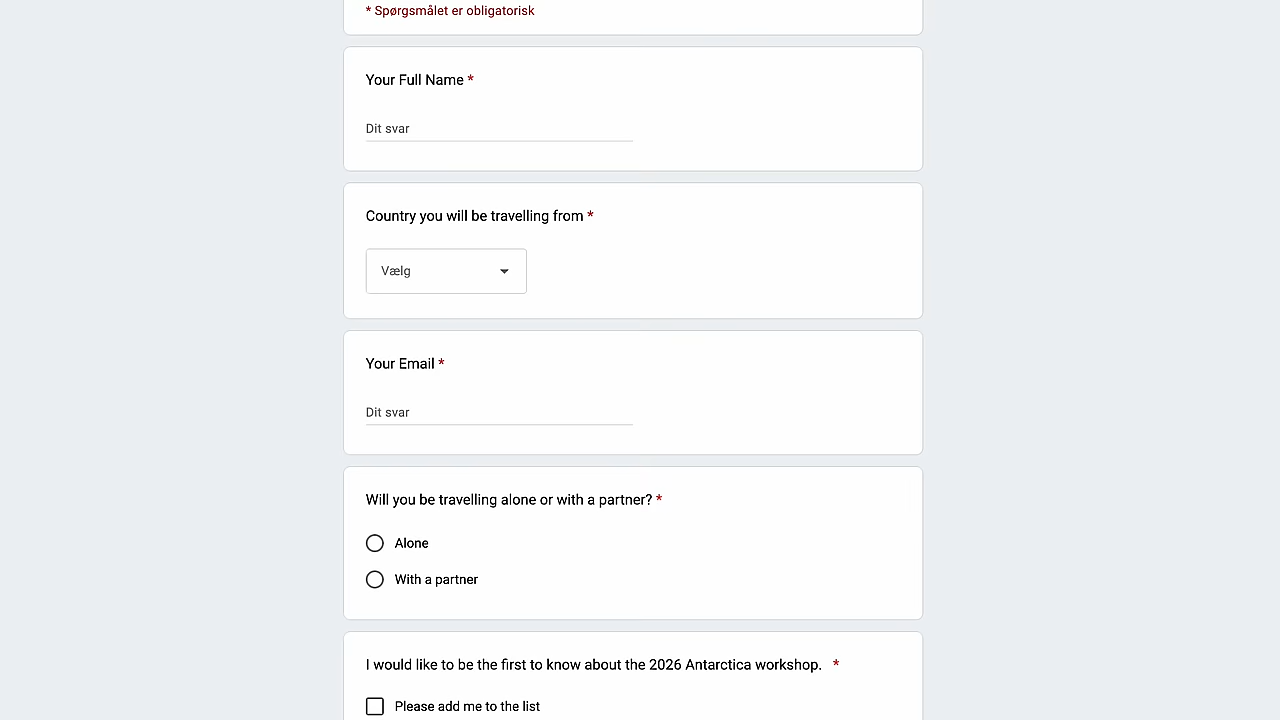 * Spørgsmålet er obligatorisk
Your Full Name *
Dit svar
Country you will be travelling from *
Vælg
Your Email *
Dit svar
Will you be travelling alone or with a partner? *
Alone
With a partner
I would like to be the first to know about the 2026 Antarctica workshop. *
Please add me to the list